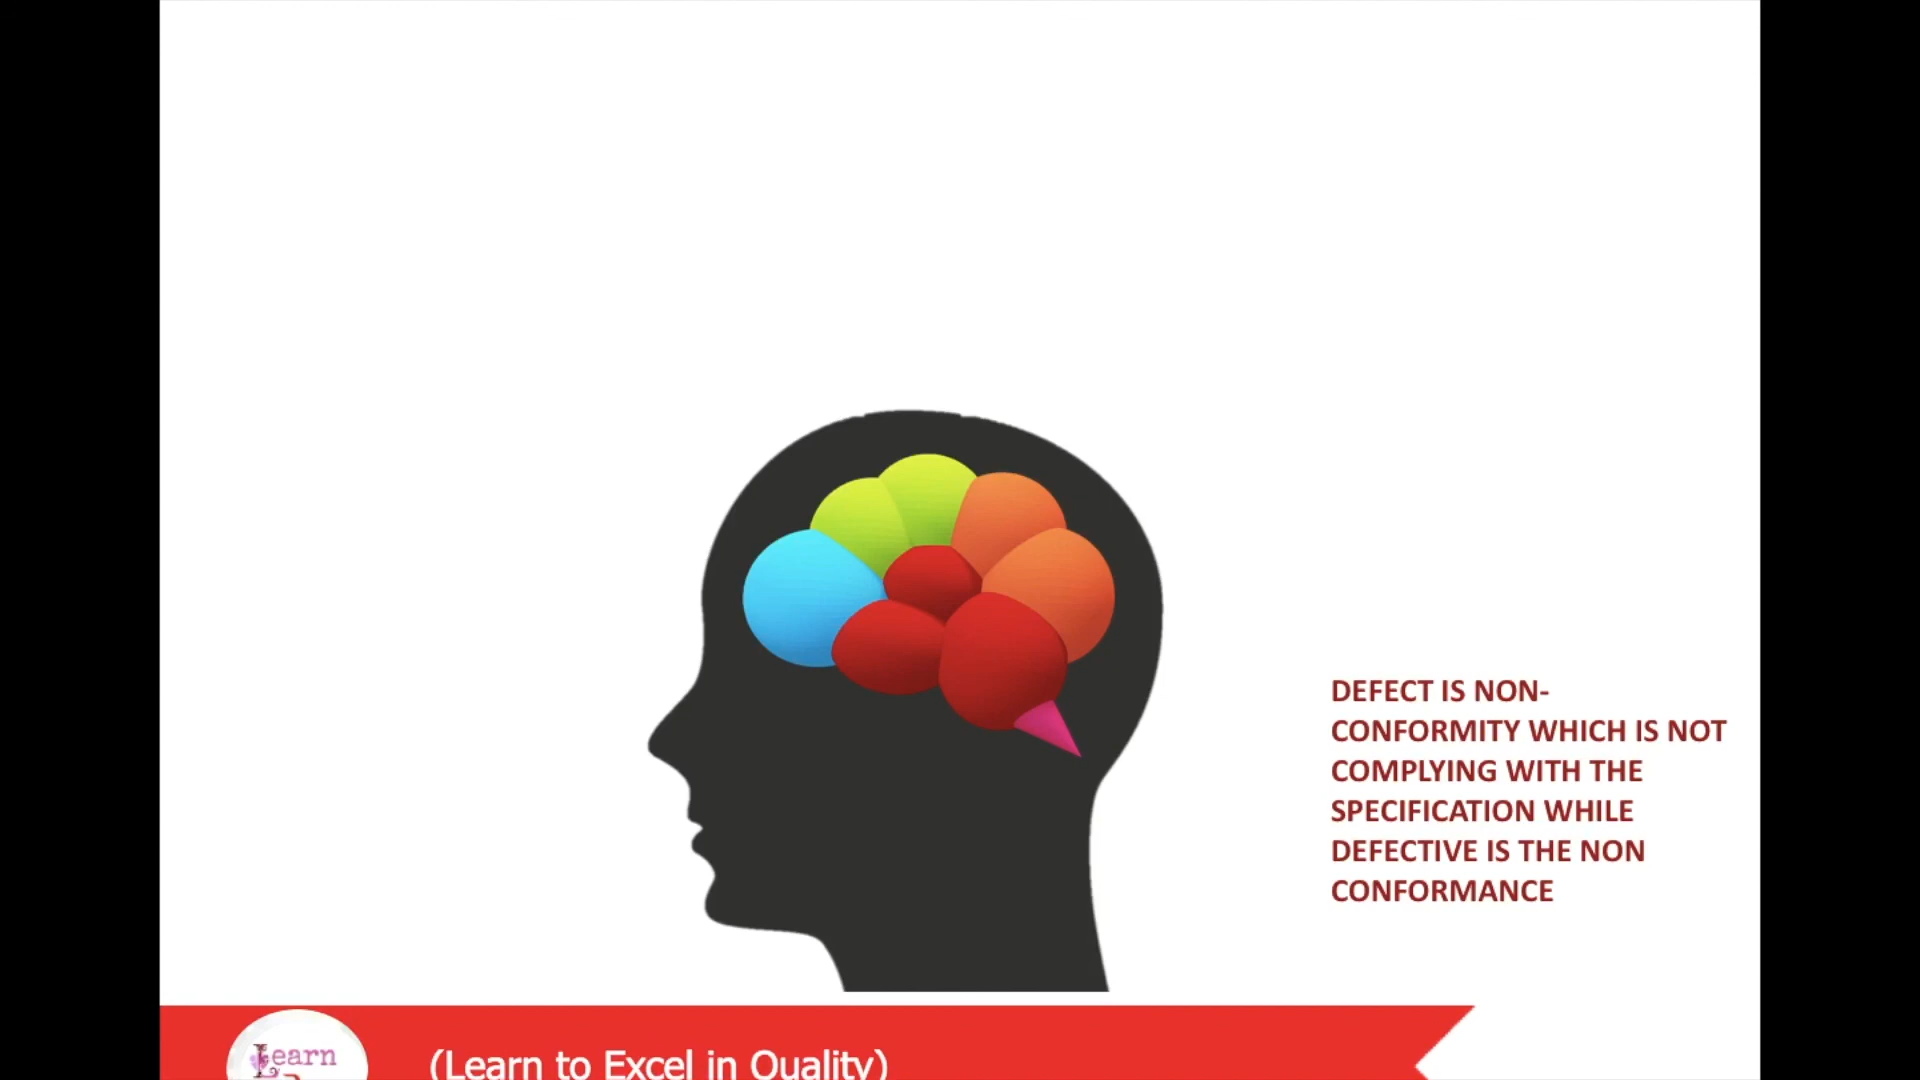 DEFECT IS NON-
CONFORMITY WHICH IS NOT
COMPLYING WITH THE
SPECIFICATION WHILE
DEFECTIVE IS THE NON
CONFORMANCE
Learn
(Learn to Excel in Quality)